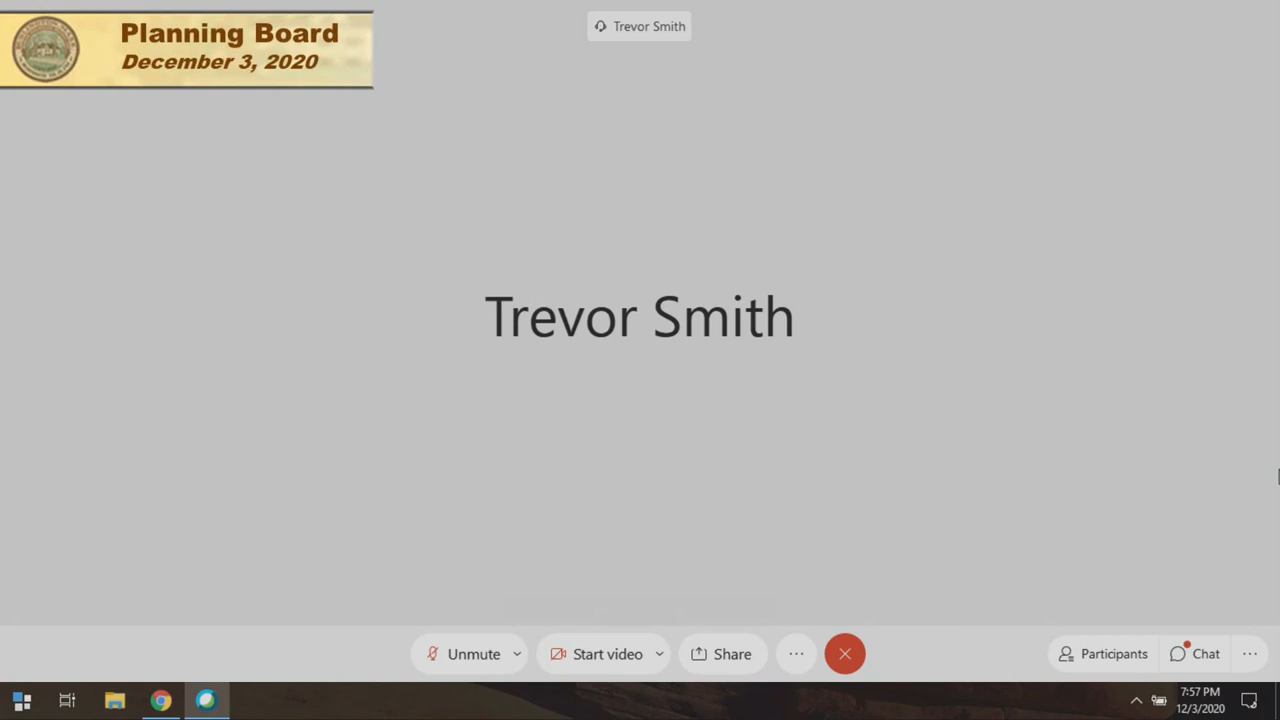 Planning Board
December 3, 2020
Trevor Smith
Trevor Smith
Unmute
Start video
Share
Participants
Chat
7:57 PM
12/3/2020